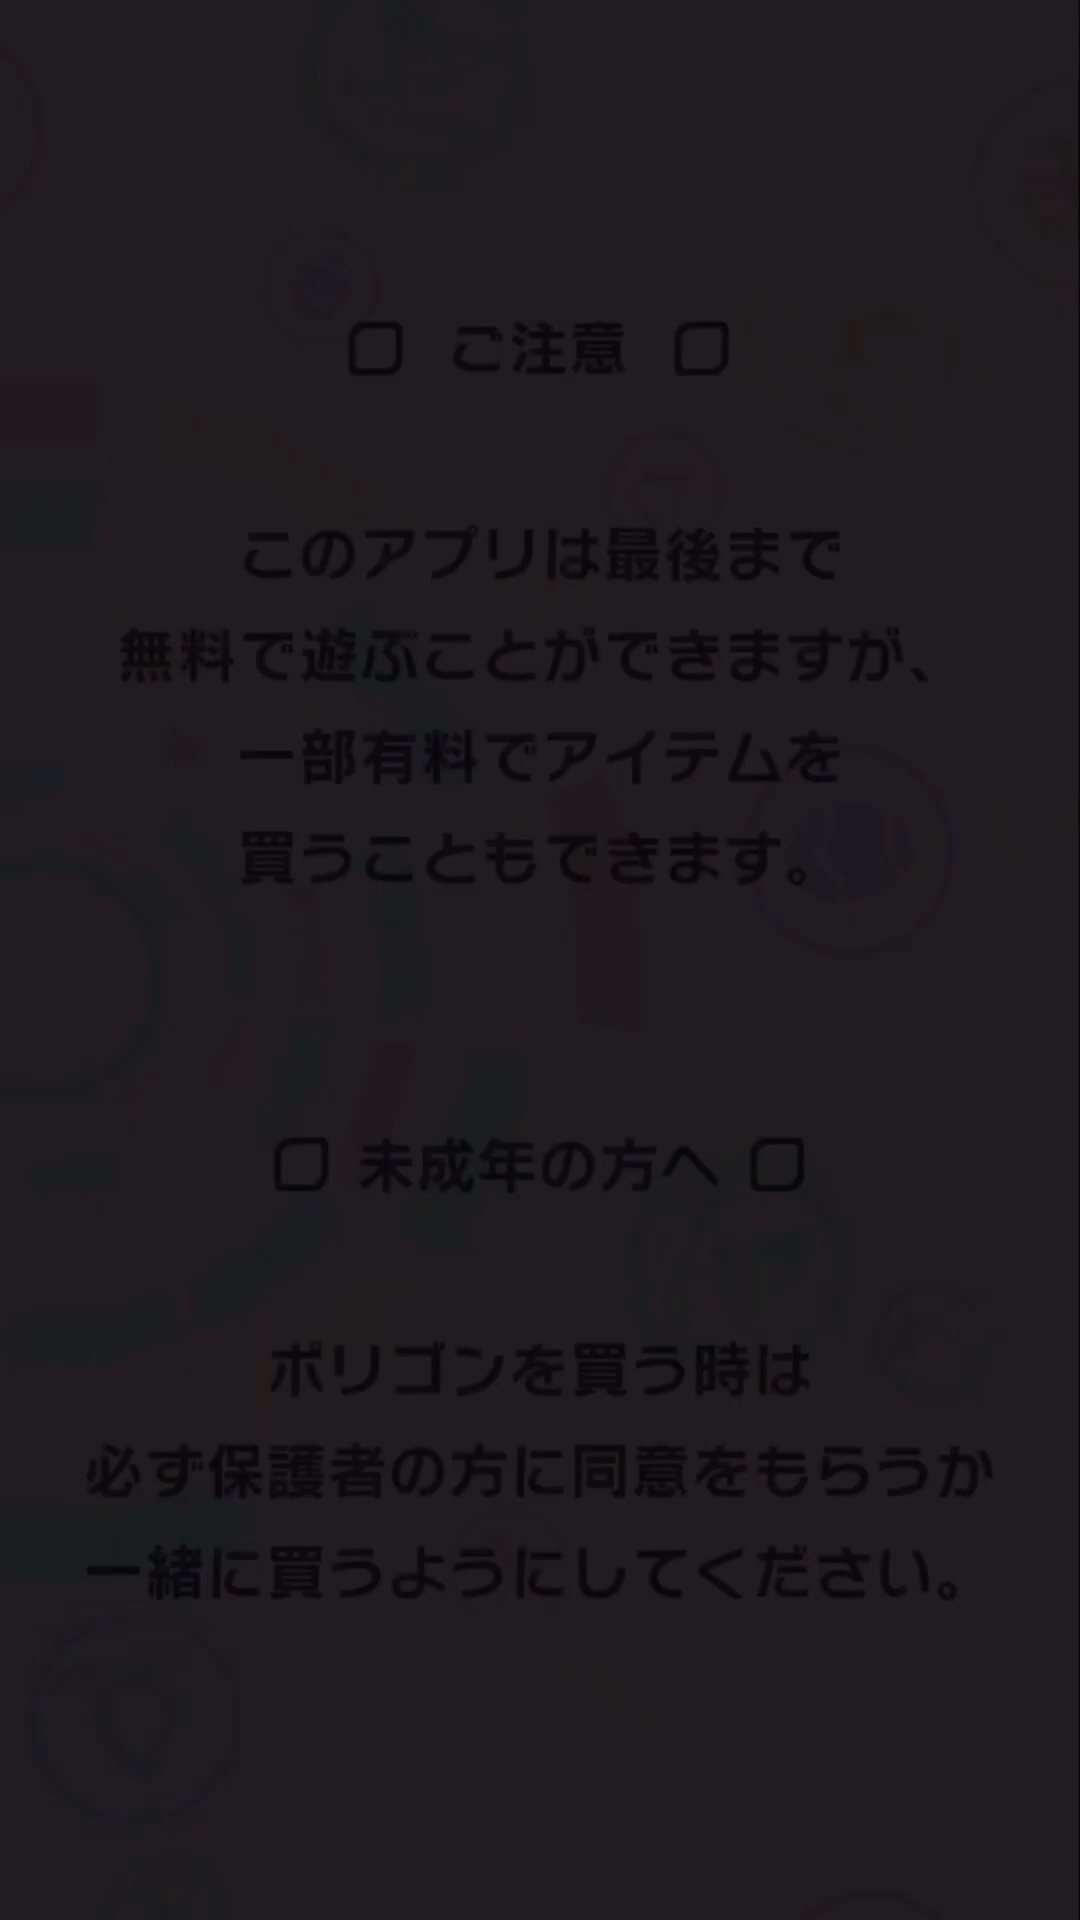 ▢ ご注意 ▢
このアプリは最後まで
無料で遊ぶことができますが、
一部有料でアイテムを
買うこともできます。
▢ 未成年の方へ ▢
ポリゴンを買う時は
必ず保護者の方に同意をもらうか
一緒に買うようにしてください。